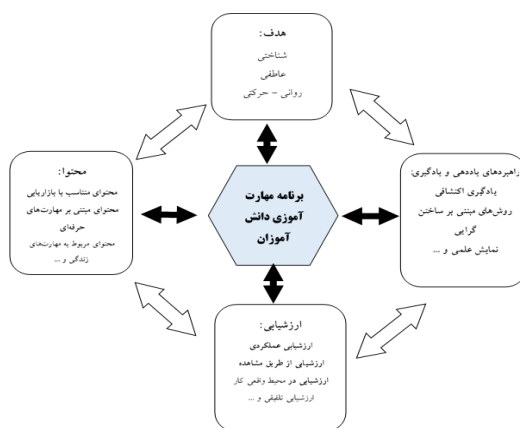 هدف:
شناختی
عاطفی
روانی – حرکتی
راهبردهای یاددهی و یادگیری:
یادگیری اکتشافی
روش‌های مبتنی بر ساختن
گرایی
نمایش علمی و ...
برنامه مهارت
آموزی دانش
آموزان
محتوا:
محتوای متناسب با بازاریابی
محتوای مبتنی بر مهارت‌های
حرفه‌ای
محتوای مربوط به مهارت‌های
زندگی و ...
ارزشیابی:
ارزشیابی عملکردی
ارزشیابی از طریق مشاهده
ارزشیابی در محیط واقعی کار
ارزشیابی تلفیقی و ...